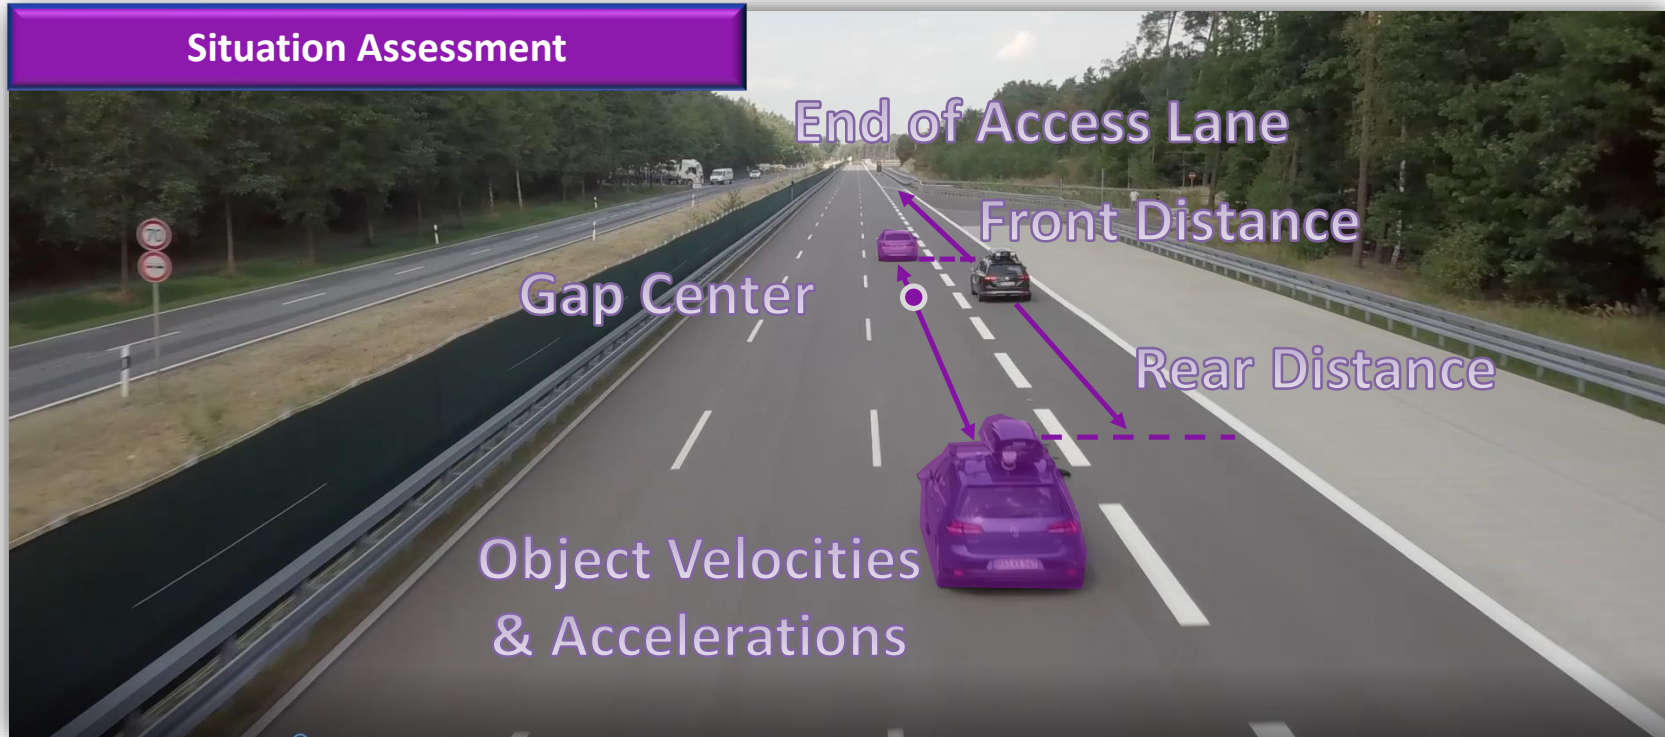 Situation Assessment
End of Access Lane
Front Distance
70
Gap Center
Rear Distance
Object Velocities
& Accelerations